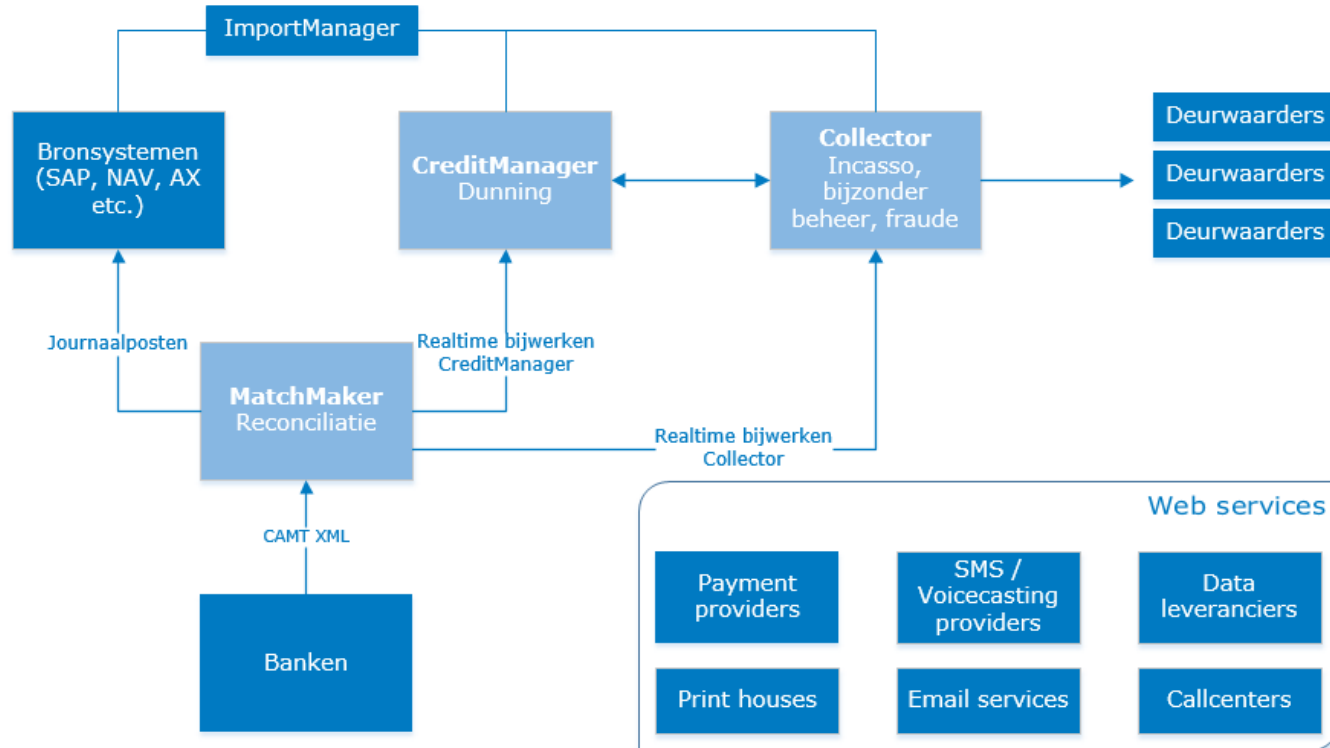 ImportManager
Bronsystemen
(SAP, NAV, AX
etc.)
CreditManager
Dunning
Collector
Incasso,
bijzonder
beheer, fraude
Deurwaarders
Deurwaarders
Deurwaarders
Journaalposten
Realtime bijwerken
CreditManager
MatchMaker
Reconciliatie
Realtime bijwerken
Collector
CAMT XML
Banken
Web services
Payment
providers
SMS /
Voicecasting
providers
Data
leveranciers
Print houses
Email services
Callcenters